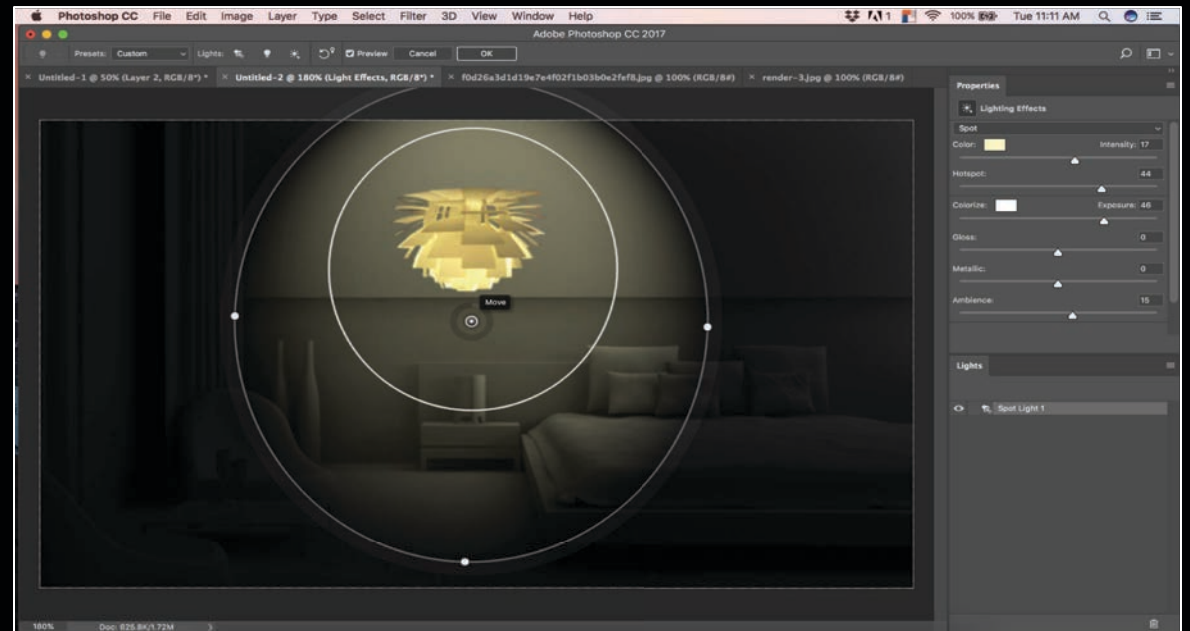 Photoshop CC File Edit Image Layer Type Select Filter 3D View Window Help 1 100% Tue 11:11 AM
Adobe Photoshop CC 2017
Presets: Custom Lights: Preview Cancel OK
× Untitled-1 @ 50% (Layer 2, RGB/8*) * × Untitled-2 @ 180% (Light Effects, RGB/8*) * × f0d26a3d1d19e7e4f02f1b03b0e2fef8.jpg @ 100% (RGB/8#) × render-3.jpg @ 100% (RGB/8#)
Properties
Lighting Effects
Spot
Color: Intensity: 17
Hotspot: 44
Colorize: Exposure: 46
Gloss: 0
Metallic: 0
Ambience: 15
Move
Lights
Spot Light 1
180% Doc: 625.8K/1.72M